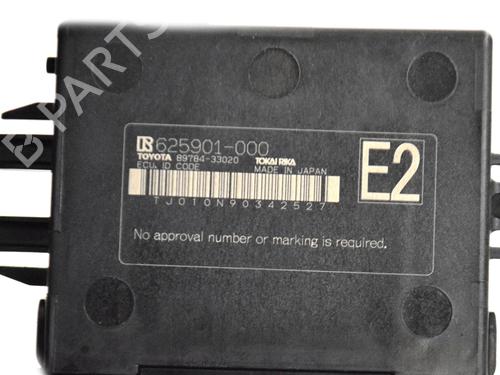 R 625901-000
TOYOTA 89784-33020 TOKAI RIKA
ECU, ID CODE MADE IN JAPAN
E2
TJ010N90342527
No approval number or marking is required.
B-PARTS